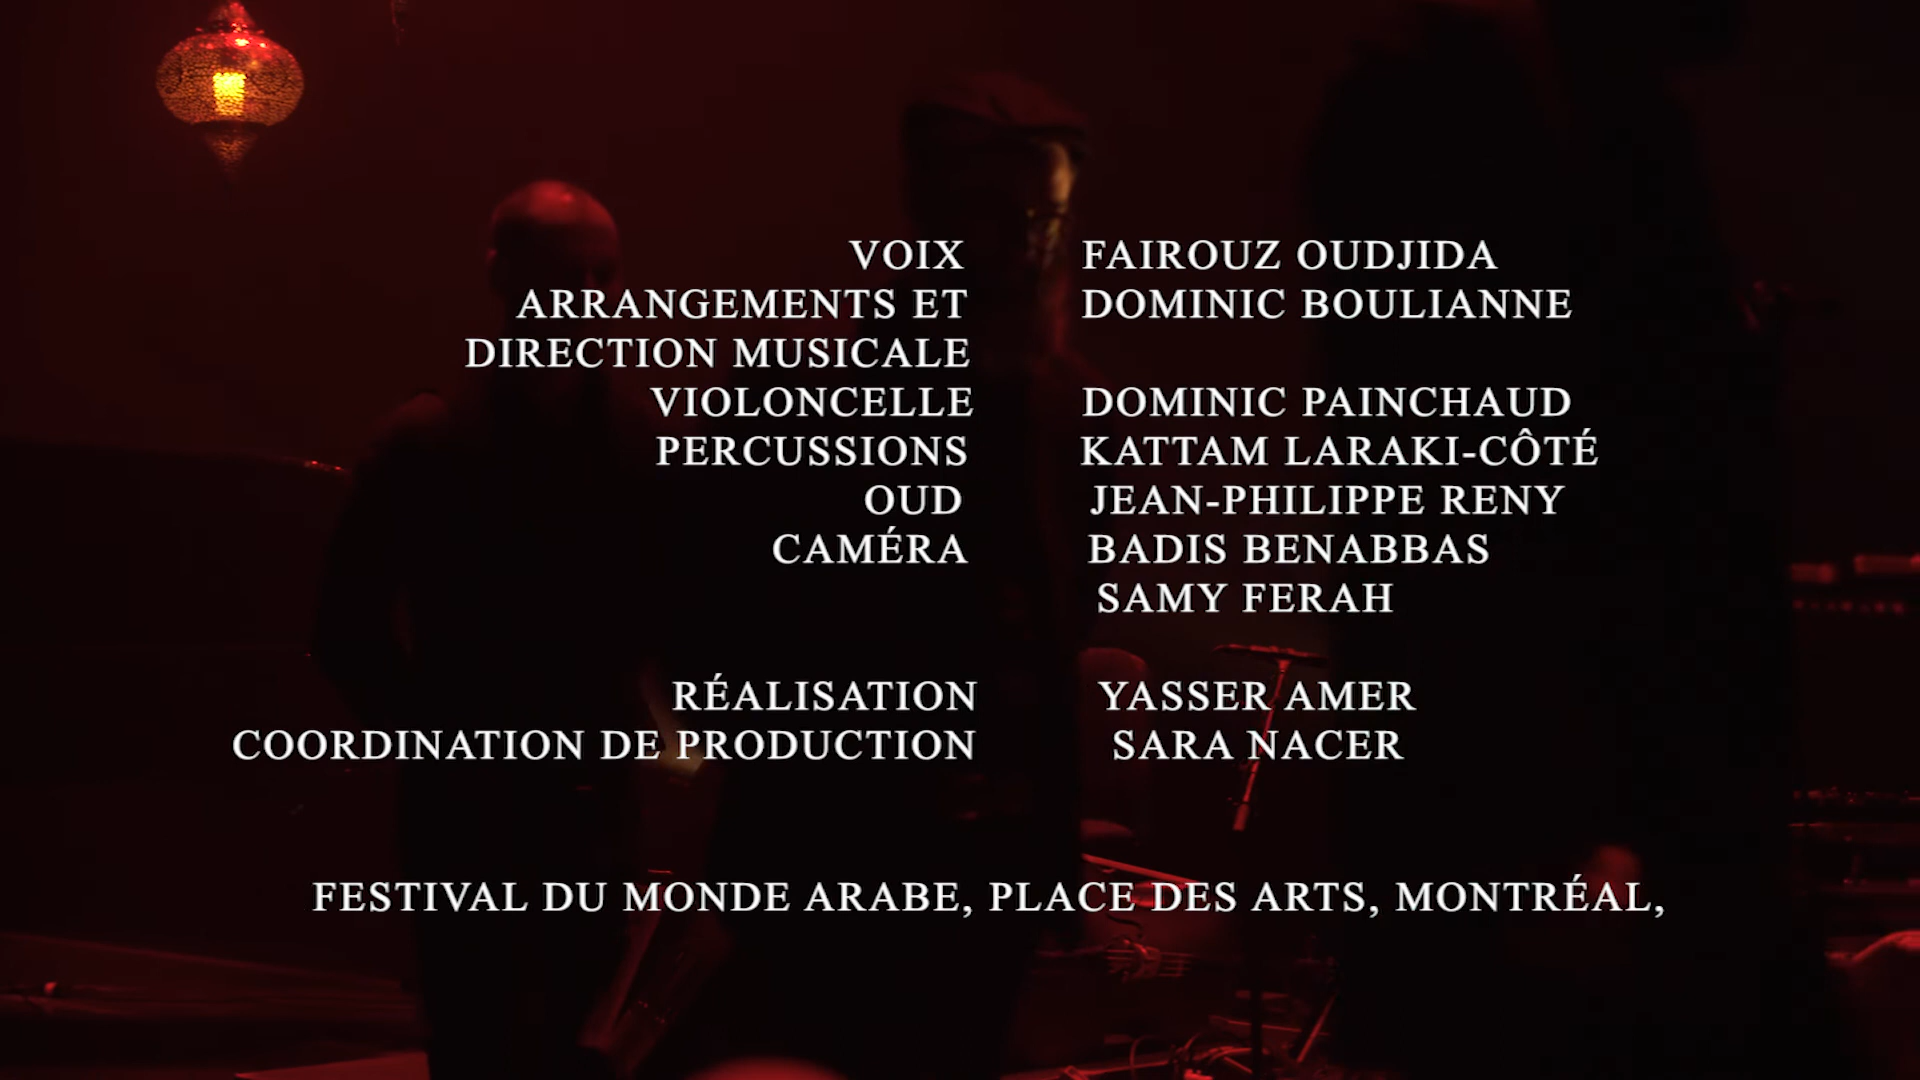 VOIX FAIROUZ OUDJIDA
ARRANGEMENTS ET DOMINIC BOULIANNE
DIRECTION MUSICALE
VIOLONCELLE DOMINIC PAINCHAUD
PERCUSSIONS KATTAM LARAKI-CÔTÉ
OUD JEAN-PHILIPPE RENY
CAMÉRA BADIS BENABBAS
SAMY FERAH
RÉALISATION YASSER AMER
COORDINATION DE PRODUCTION SARA NACER
FESTIVAL DU MONDE ARABE, PLACE DES ARTS, MONTRÉAL,